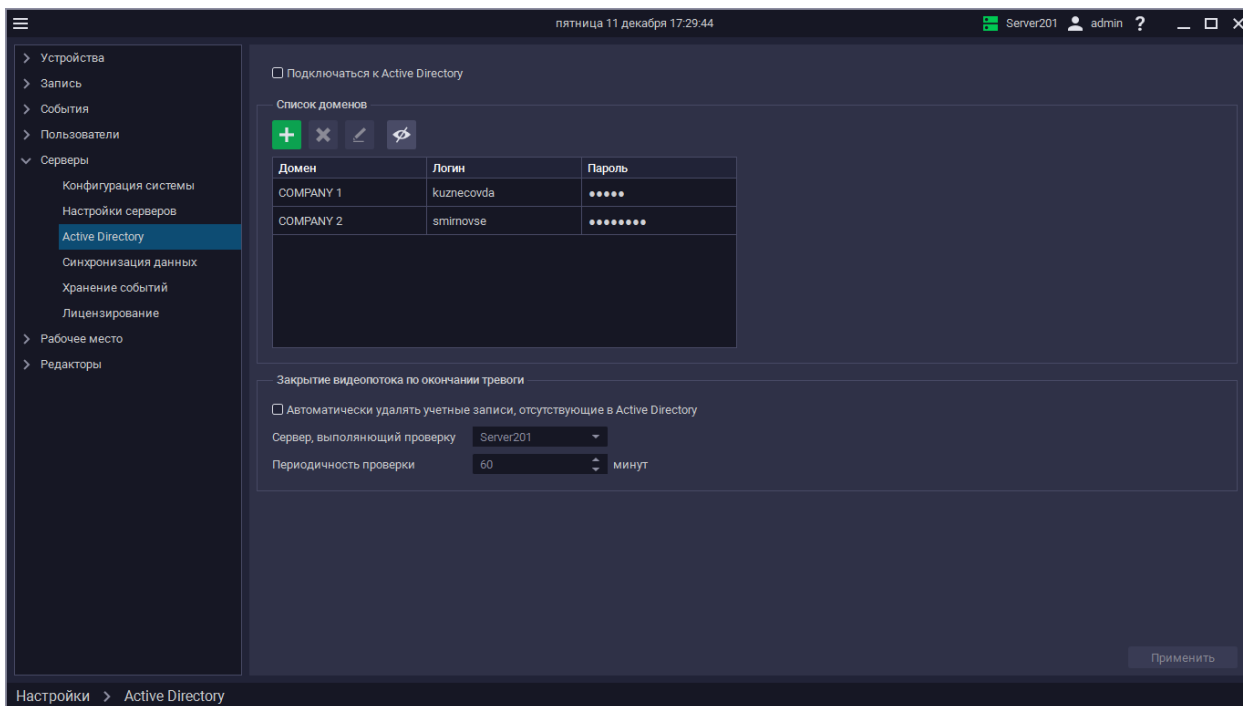 пятница 11 декабря 17:29:44
Server201 admin ?
Устройства
Запись
События
Пользователи
Серверы
Конфигурация системы
Настройки серверов
Active Directory
Синхронизация данных
Хранение событий
Лицензирование
Рабочее место
Редакторы
Подключаться к Active Directory
Список доменов
Домен Логин Пароль
COMPANY 1 kuznecovda •••••
COMPANY 2 smirnovse ••••••••
Закрытие видеопотока по окончании тревоги
Автоматически удалять учетные записи, отсутствующие в Active Directory
Сервер, выполянющий проверку Server201
Периодичность проверки 60 минут
Применить
Настройки > Active Directory